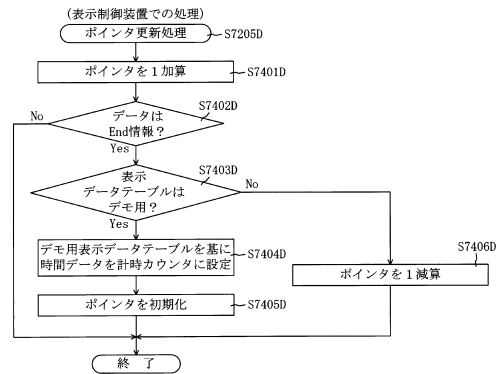 (表示制御装置での処理)
ポインタ更新処理
S7205D
ポインタを1加算
S7401D
S7402D
No
データは
End情報?
Yes
S7403D
表示
データテーブルは
デモ用?
No
Yes
デモ用表示データテーブルを基に
時間データを計時カウンタに設定
S7404D
S7406D
ポインタを1減算
ポインタを初期化
S7405D
終 了